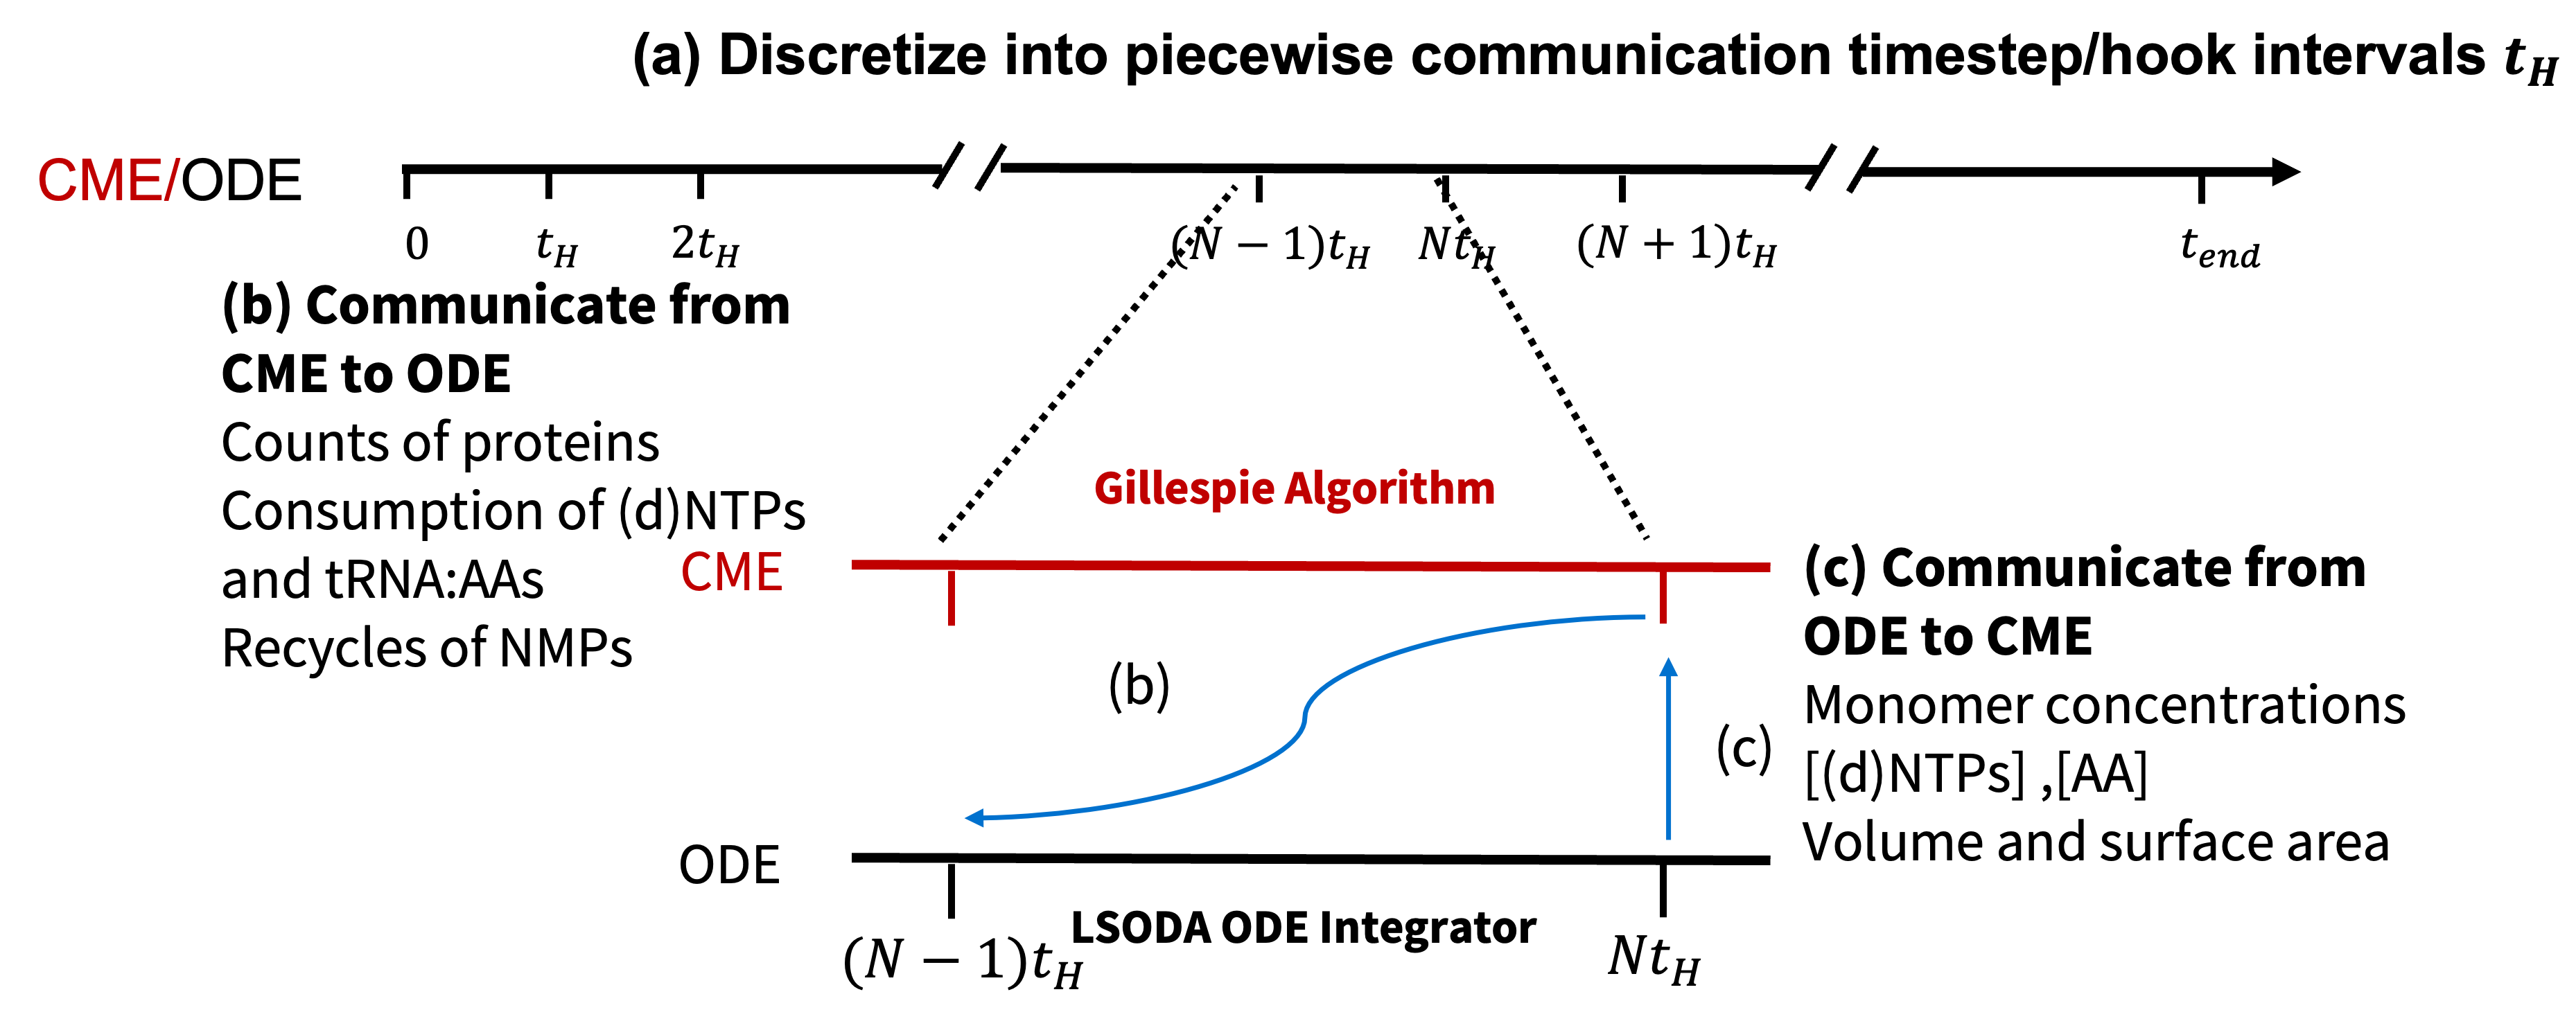 (a) Discretize into piecewise communication timestep/hook intervals t_H
CME/ODE
0
t_H
2t_H
(N − 1)t_H
Nt_H
(N + 1)t_H
t_end
(b) Communicate from
CME to ODE
Counts of proteins
Consumption of (d)NTPs
and tRNA:AAs
Recycles of NMPs
Gillespie Algorithm
CME
(b)
(c)
(c) Communicate from
ODE to CME
Monomer concentrations
[(d)NTPs] ,[AA]
Volume and surface area
ODE
LSODA ODE Integrator
(N − 1)t_H
Nt_H